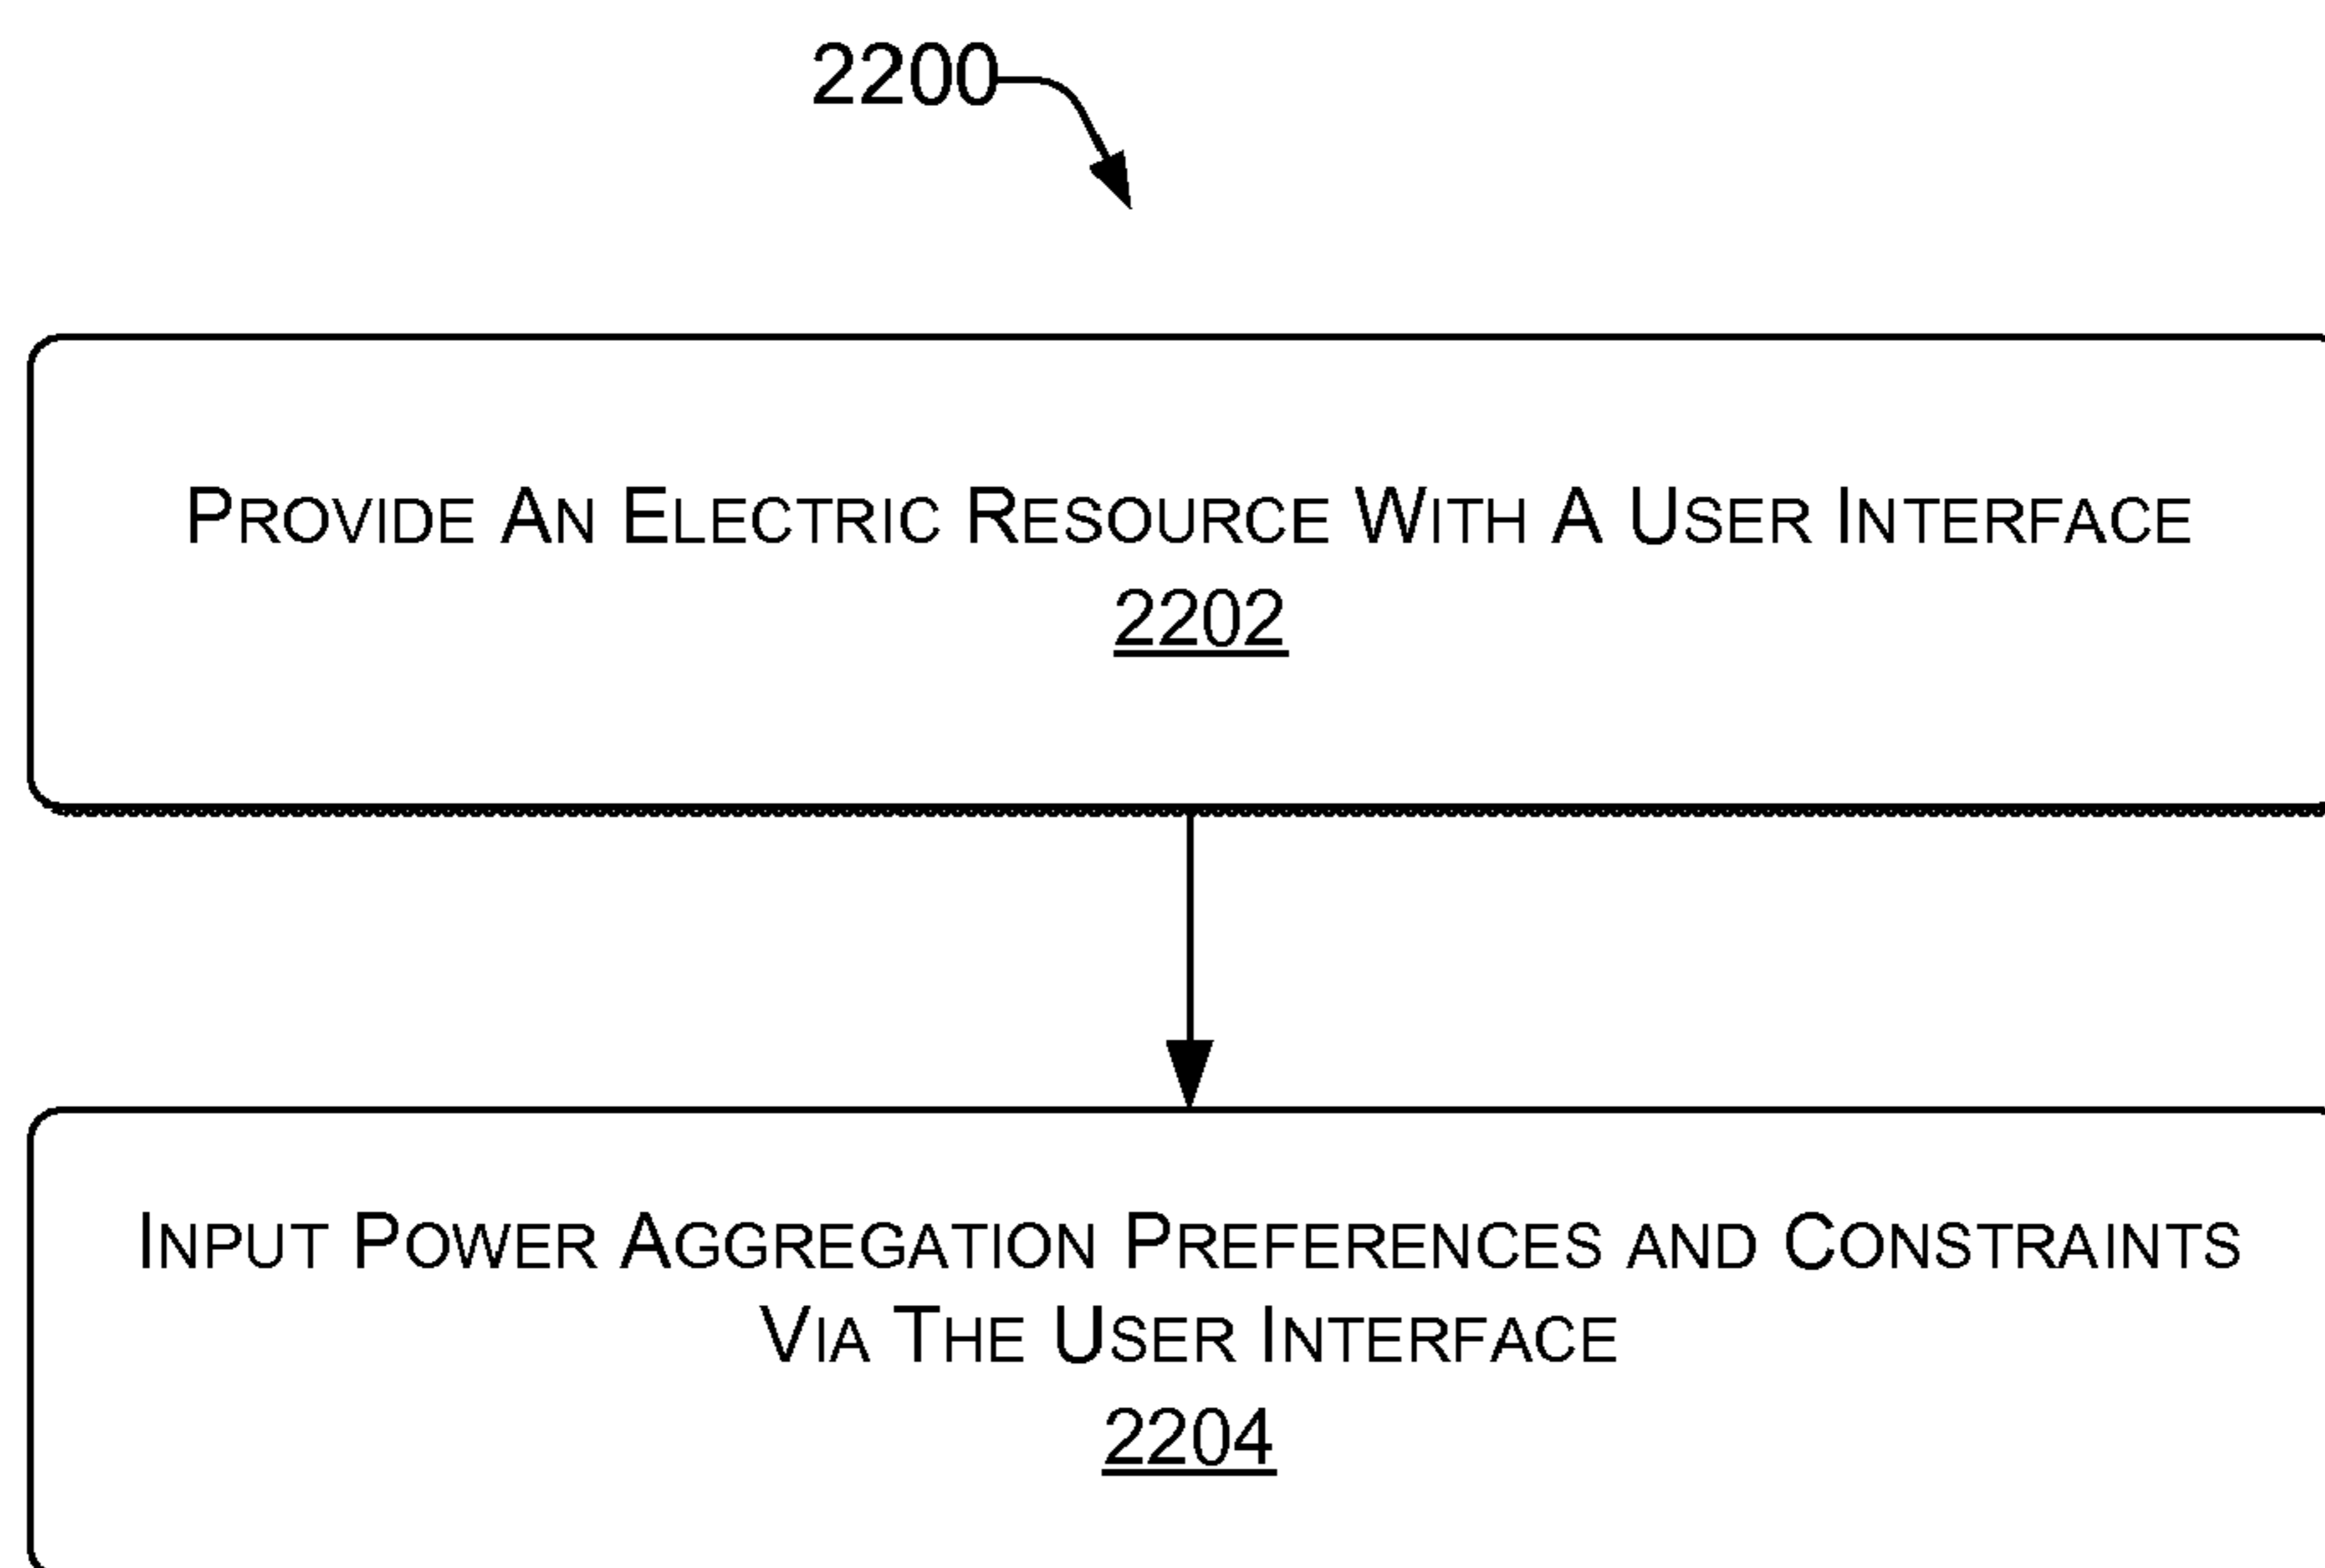 2200
Provide An Electric Resource With A User Interface
2202
Input Power Aggregation Preferences and Constraints
Via The User Interface
2204